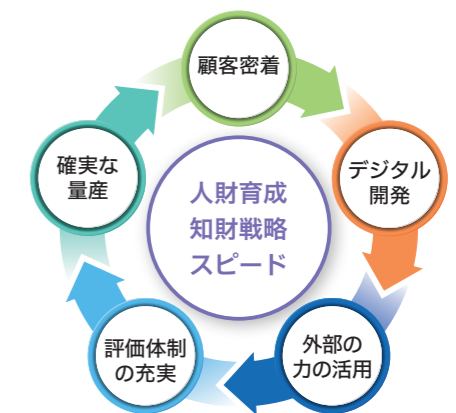 顧客密着
デジタル
開発
外部の
力の活用
評価体制
の充実
確実な
量産
人財育成
知財戦略
スピード